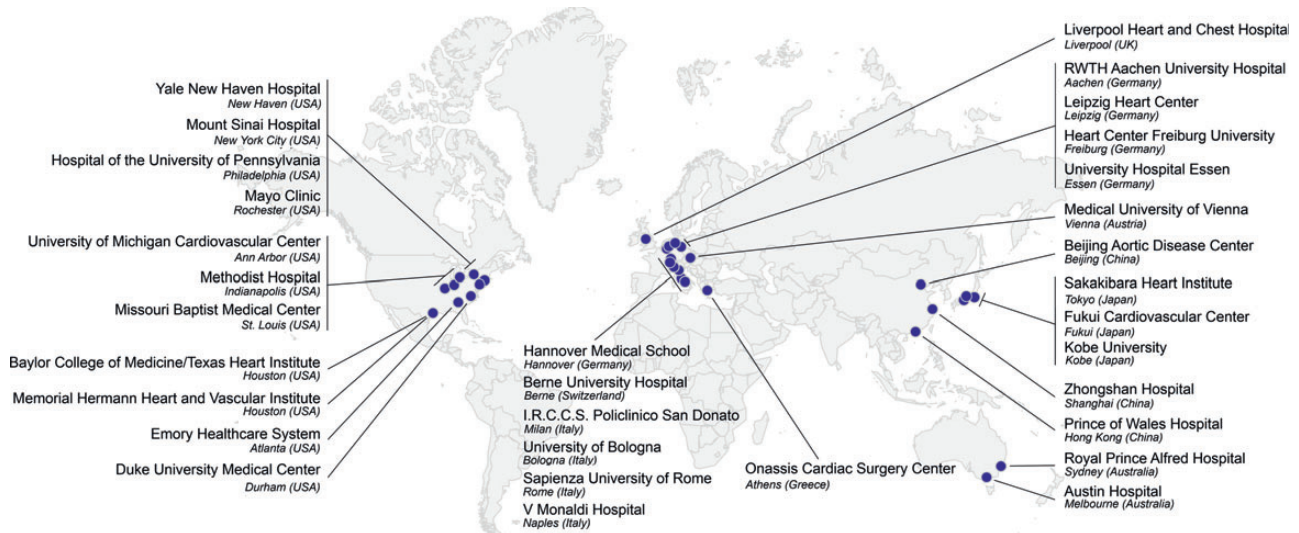 Yale New Haven Hospital
New Haven (USA)
Mount Sinai Hospital
New York City (USA)
Hospital of the University of Pennsylvania
Philadelphia (USA)
Mayo Clinic
Rochester (USA)
University of Michigan Cardiovascular Center
Ann Arbor (USA)
Methodist Hospital
Indianapolis (USA)
Missouri Baptist Medical Center
St. Louis (USA)
Baylor College of Medicine/Texas Heart Institute
Houston (USA)
Memorial Hermann Heart and Vascular Institute
Houston (USA)
Emory Healthcare System
Atlanta (USA)
Duke University Medical Center
Durham (USA)
Hannover Medical School
Hannover (Germany)
Berne University Hospital
Berne (Switzerland)
I.R.C.C.S. Policlinico San Donato
Milan (Italy)
University of Bologna
Bologna (Italy)
Sapienza University of Rome
Rome (Italy)
V Monaldi Hospital
Naples (Italy)
Onassis Cardiac Surgery Center
Athens (Greece)
Liverpool Heart and Chest Hospital
Liverpool (UK)
RWTH Aachen University Hospital
Aachen (Germany)
Leipzig Heart Center
Leipzig (Germany)
Heart Center Freiburg University
Freiburg (Germany)
University Hospital Essen
Essen (Germany)
Medical University of Vienna
Vienna (Austria)
Beijing Aortic Disease Center
Beijing (China)
Sakakibara Heart Institute
Tokyo (Japan)
Fukui Cardiovascular Center
Fukui (Japan)
Kobe University
Kobe (Japan)
Zhongshan Hospital
Shanghai (China)
Prince of Wales Hospital
Hong Kong (China)
Royal Prince Alfred Hospital
Sydney (Australia)
Austin Hospital
Melbourne (Australia)